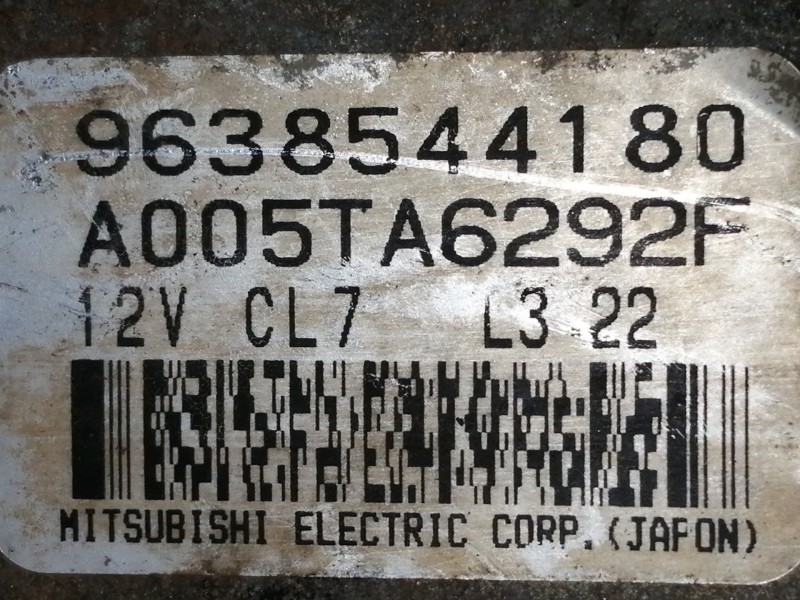 9638544180
A005TA6292F
12V CL7 L3 22
MITSUBISHI ELECTRIC CORP.(JAPON)